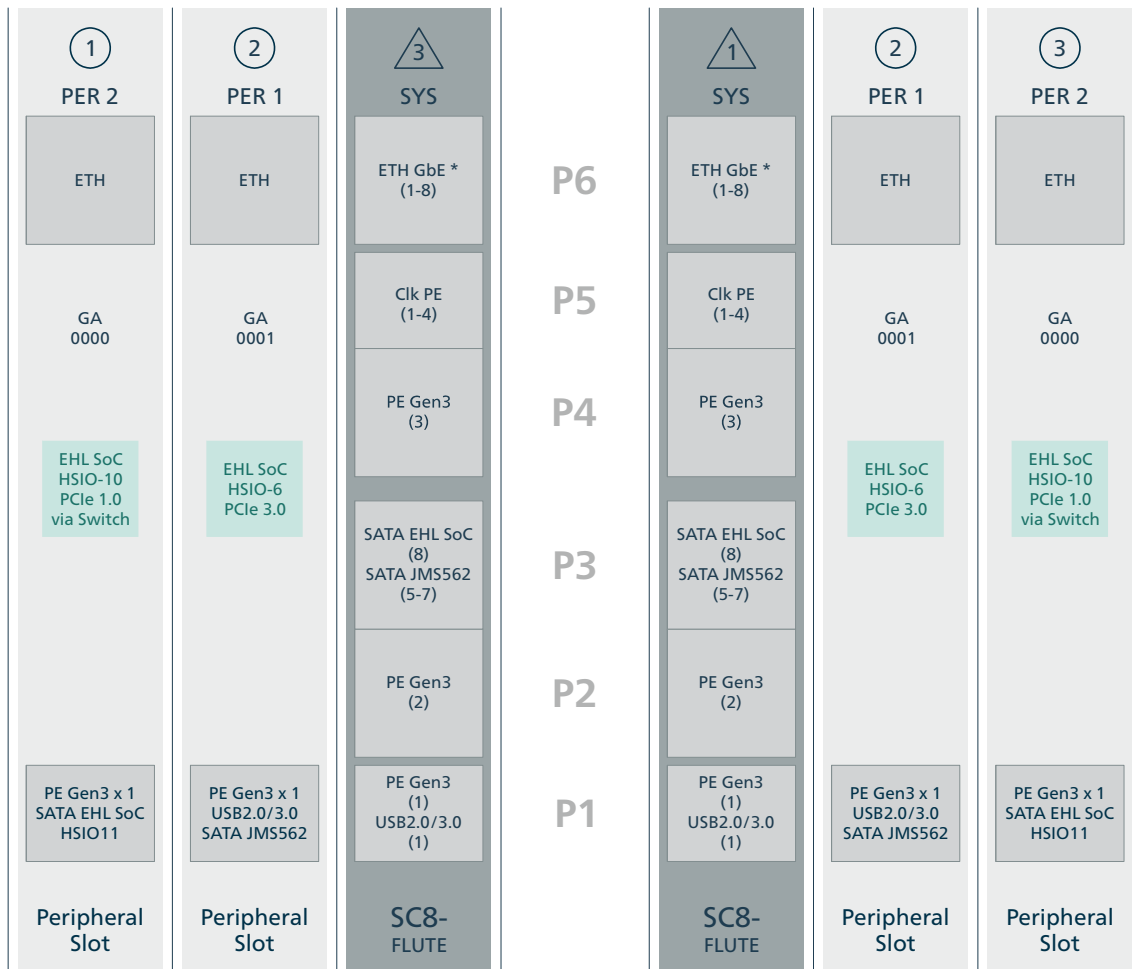 1
PER 2
ETH
GA
0000
EHL SoC
HSIO-10
PCIe 1.0
via Switch
PE Gen3 x 1
SATA EHL SoC
HSIO11
Peripheral
Slot
2
PER 1
ETH
GA
0001
EHL SoC
HSIO-6
PCIe 3.0
PE Gen3 x 1
USB2.0/3.0
SATA JMS562
Peripheral
Slot
3
SYS
ETH GbE *
(1-8)
Clk PE
(1-4)
PE Gen3
(3)
SATA EHL SoC
(8)
SATA JMS562
(5-7)
PE Gen3
(2)
PE Gen3
(1)
USB2.0/3.0
(1)
SC8-
FLUTE
P6
P5
P4
P3
P2
P1
1
SYS
ETH GbE *
(1-8)
Clk PE
(1-4)
PE Gen3
(3)
SATA EHL SoC
(8)
SATA JMS562
(5-7)
PE Gen3
(2)
PE Gen3
(1)
USB2.0/3.0
(1)
SC8-
FLUTE
2
PER 1
ETH
GA
0001
EHL SoC
HSIO-6
PCIe 3.0
PE Gen3 x 1
USB2.0/3.0
SATA JMS562
Peripheral
Slot
3
PER 2
ETH
GA
0000
EHL SoC
HSIO-10
PCIe 1.0
via Switch
PE Gen3 x 1
SATA EHL SoC
HSIO11
Peripheral
Slot